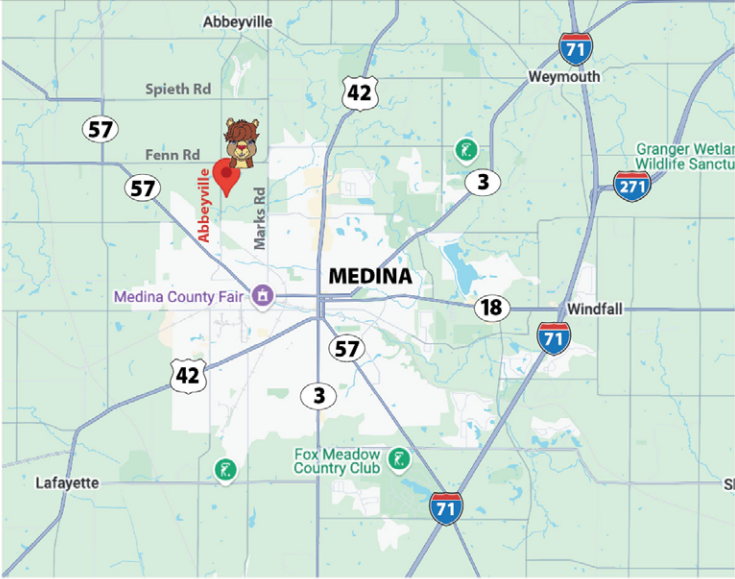 Abbeyville
71
Weymouth
42
Spieth Rd
57
Fenn Rd
Granger Wetlan
Wildlife Sanctu
57
3
271
Abbeyville
Marks Rd
MEDINA
Medina County Fair
18
Windfall
71
57
42
3
Fox Meadow
Country Club
Lafayette
Sh
71